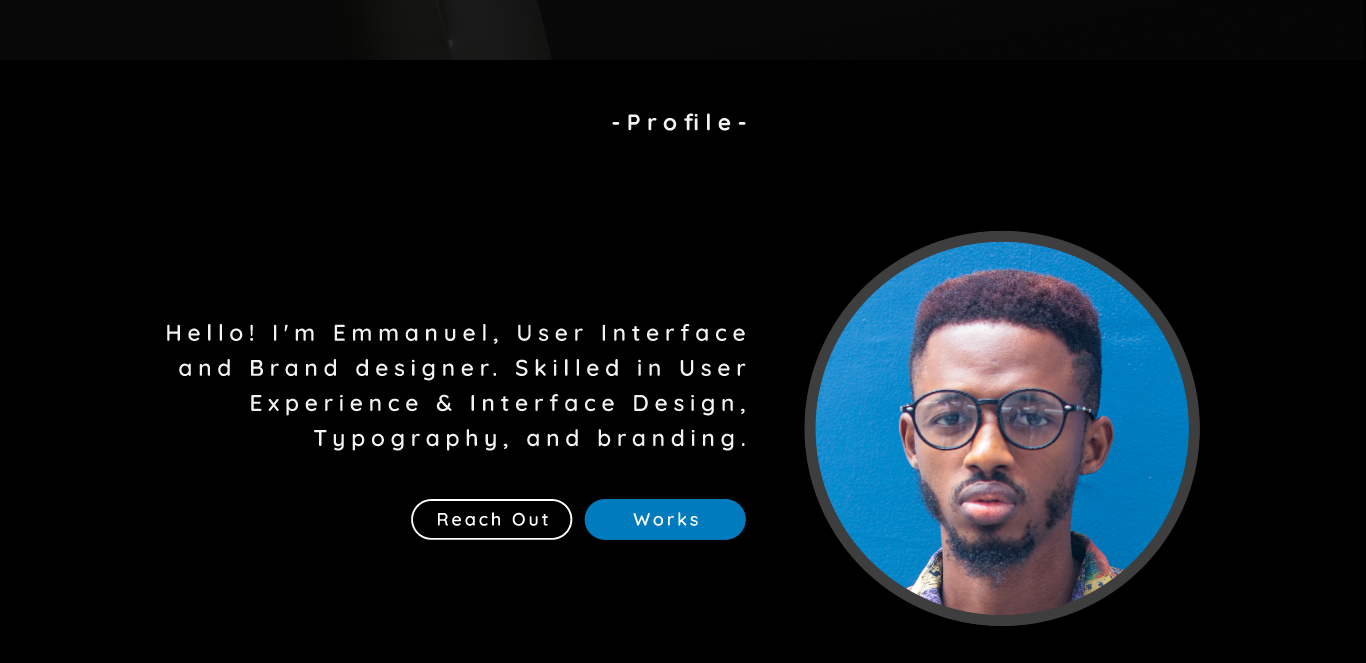 -Profile-
Hello! I'm Emmanuel, User Interface
and Brand designer. Skilled in User
Experience & Interface Design,
Typography, and branding.
Reach Out
Works